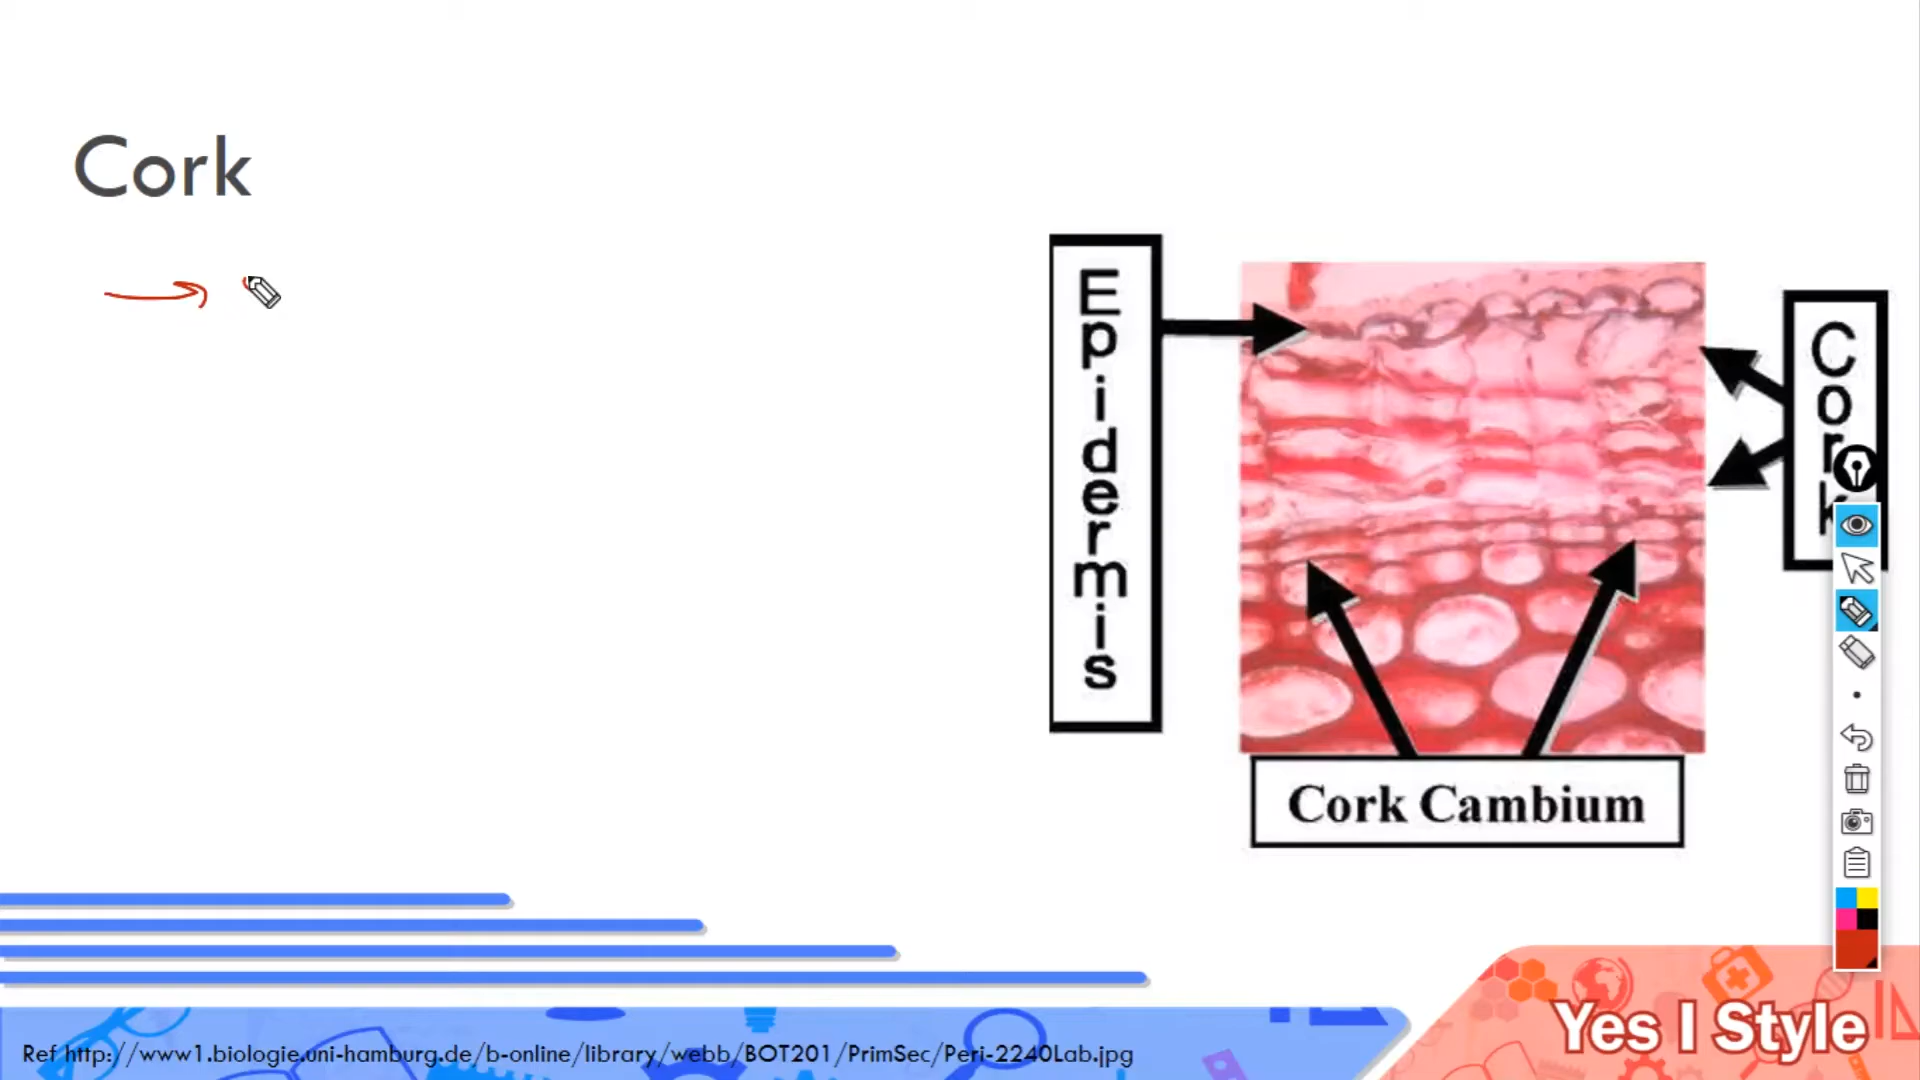 Cork
Epidermis
Cork
Cork Cambium
Ref http://www1.biologie.uni-hamburg.de/b-online/library/webb/BOT201/PrimSec/Peri-2240Lab.jpg
Yes I Style